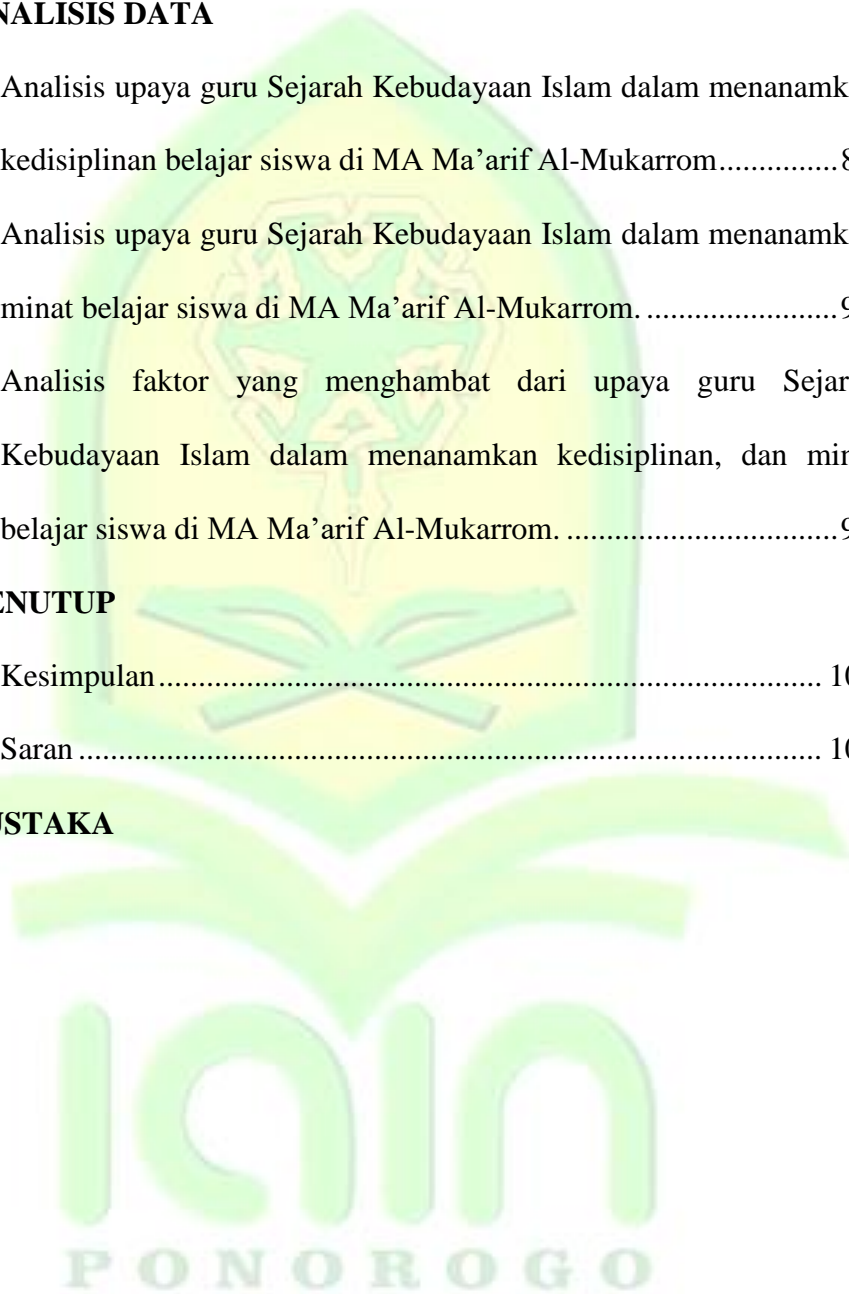 NALISIS DATA
Analisis upaya guru Sejarah Kebudayaan Islam dalam menanamk
kedisiplinan belajar siswa di MA Ma’arif Al-Mukarrom...............8
Analisis upaya guru Sejarah Kebudayaan Islam dalam menanamk
minat belajar siswa di MA Ma’arif Al-Mukarrom. ........................9
Analisis faktor yang menghambat dari upaya guru Sejar
Kebudayaan Islam dalam menanamkan kedisiplinan, dan min
belajar siswa di MA Ma’arif Al-Mukarrom. ..................................9
ENUTUP
Kesimpulan................................................................................... 10
Saran ............................................................................................. 10
USTAKA
iain
PONOROGO